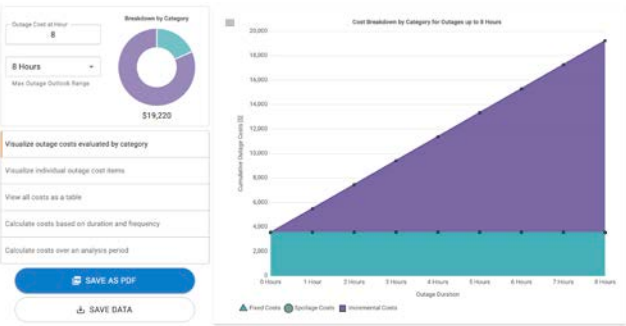 Outage Cost at Hour
8
8 Hours
Max Outage Outlook Range
Breakdown by Category
$19,220
Visualize outage costs evaluated by category
Visualize individual outage cost items
View all costs as a table
Calculate costs based on duration and frequency
Calculate costs over an analysis period
SAVE AS PDF
SAVE DATA
Cost Breakdown by Category for Outages up to 8 Hours
Cumulative Outage Costs [$]
20,000
18,000
16,000
14,000
12,000
10,000
8,000
6,000
4,000
2,000
0
0 Hours 1 Hour 2 Hours 3 Hours 4 Hours 5 Hours 6 Hours 7 Hours 8 Hours
Outage Duration
Fixed Costs Spoilage Costs Incremental Costs